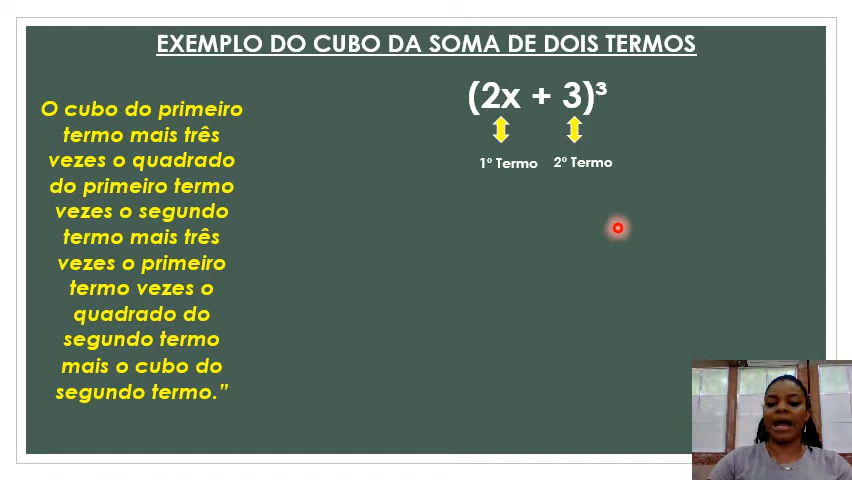 EXEMPLO DO CUBO DA SOMA DE DOIS TERMOS
O cubo do primeiro
termo mais três
vezes o quadrado
do primeiro termo
vezes o segundo
termo mais três
vezes o primeiro
termo vezes o
quadrado do
segundo termo
mais o cubo do
segundo termo.”
(2x + 3)³
1º Termo 2º Termo